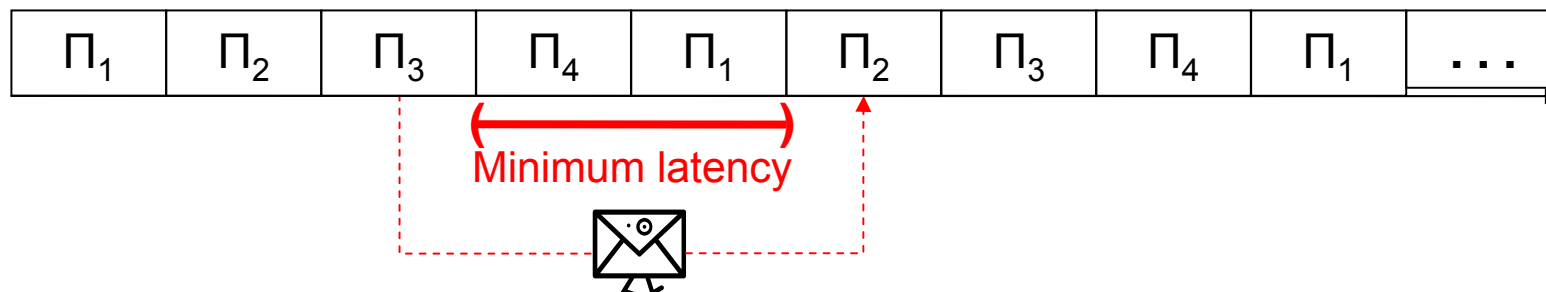 Π₁ Π₂ Π₃ Π₄ Π₁ Π₂ Π₃ Π₄ Π₁ ...
Minimum latency